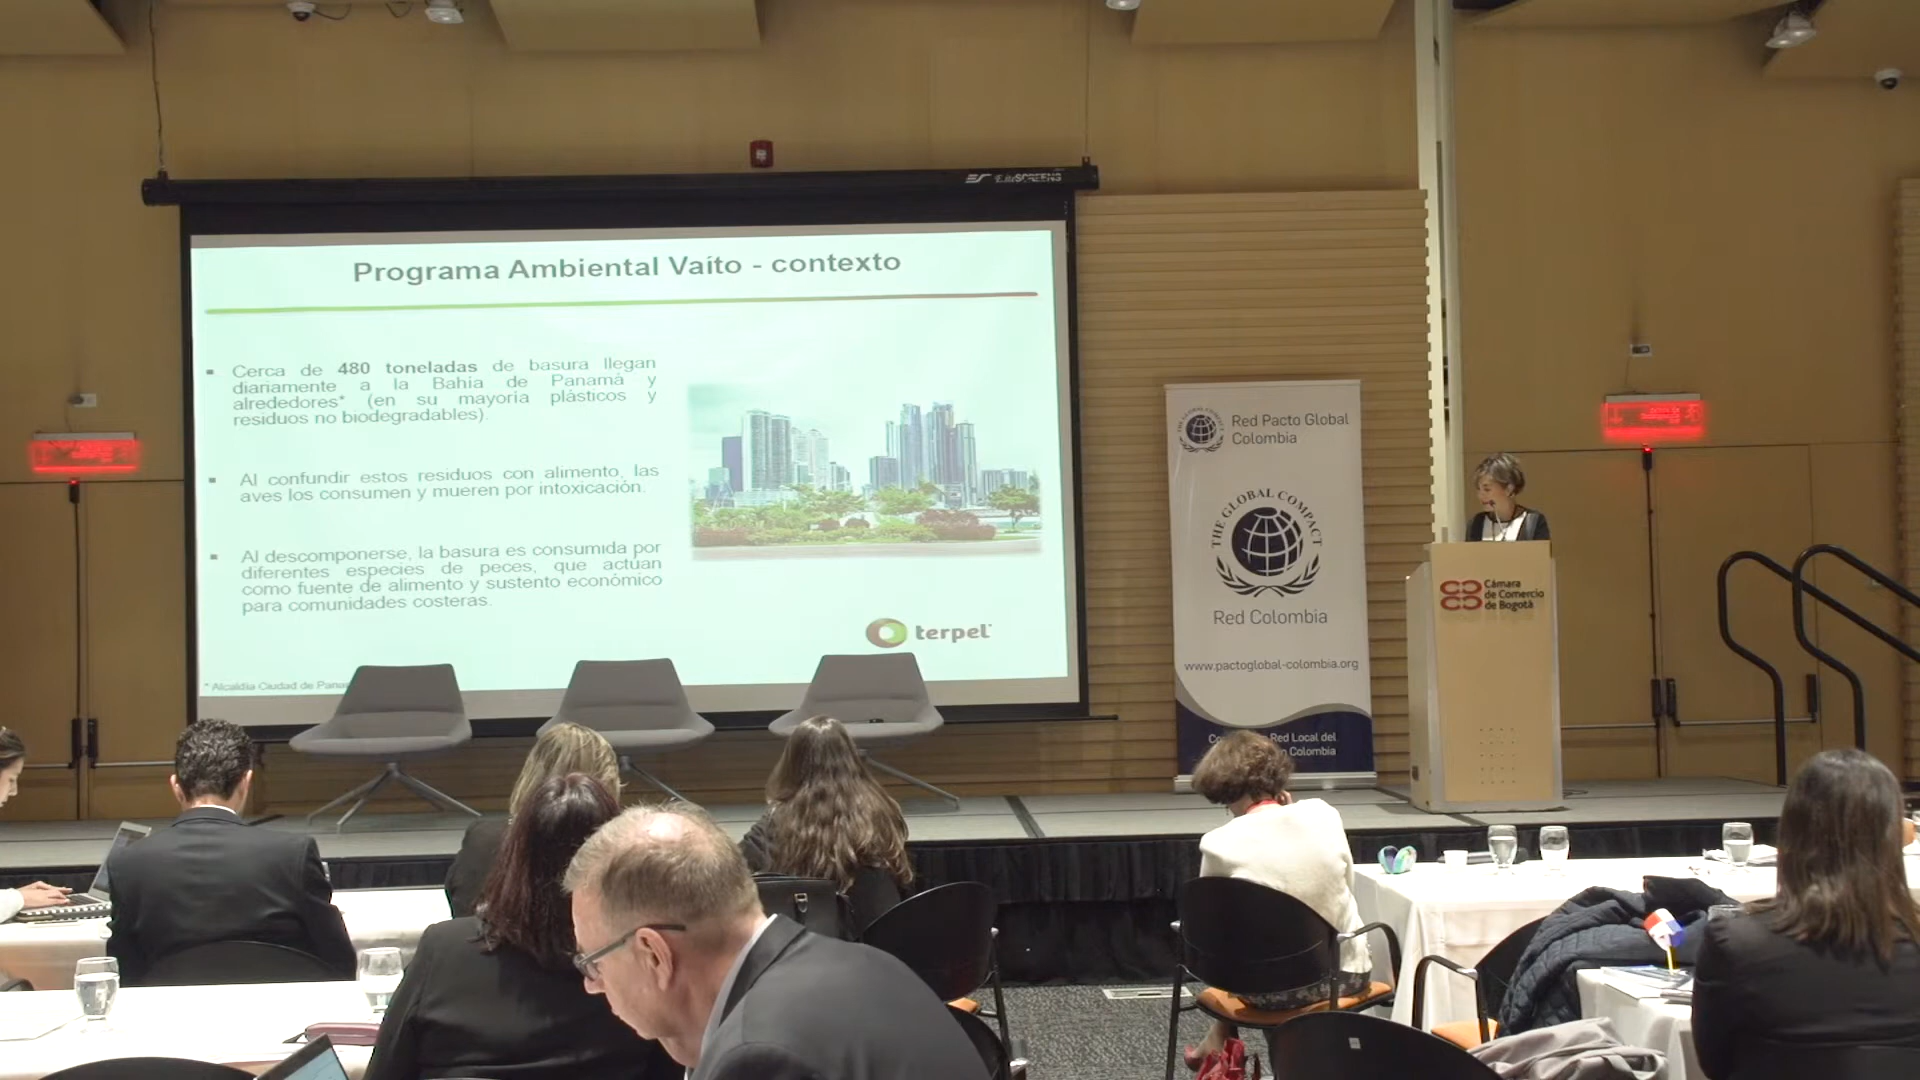 EliteSCREENS
Programa Ambiental Vaíto - contexto
▪ Cerca de 480 toneladas de basura llegan
diariamente a la Bahía de Panamá y
alrededores* (en su mayoría plásticos y
residuos no biodegradables).
▪ Al confundir estos residuos con alimento, las
aves los consumen y mueren por intoxicación.
▪ Al descomponerse, la basura es consumida por
diferentes especies de peces, que actúan
como fuente de alimento y sustento económico
para comunidades costeras.
terpel
* Alcaldía Ciudad de
Red Pacto Global
Colombia
THE GLOBAL COMPACT
Red Colombia
www.pactoglobal-colombia.org
Red Local del
Colombia
Cámara
de Comercio
de Bogotá